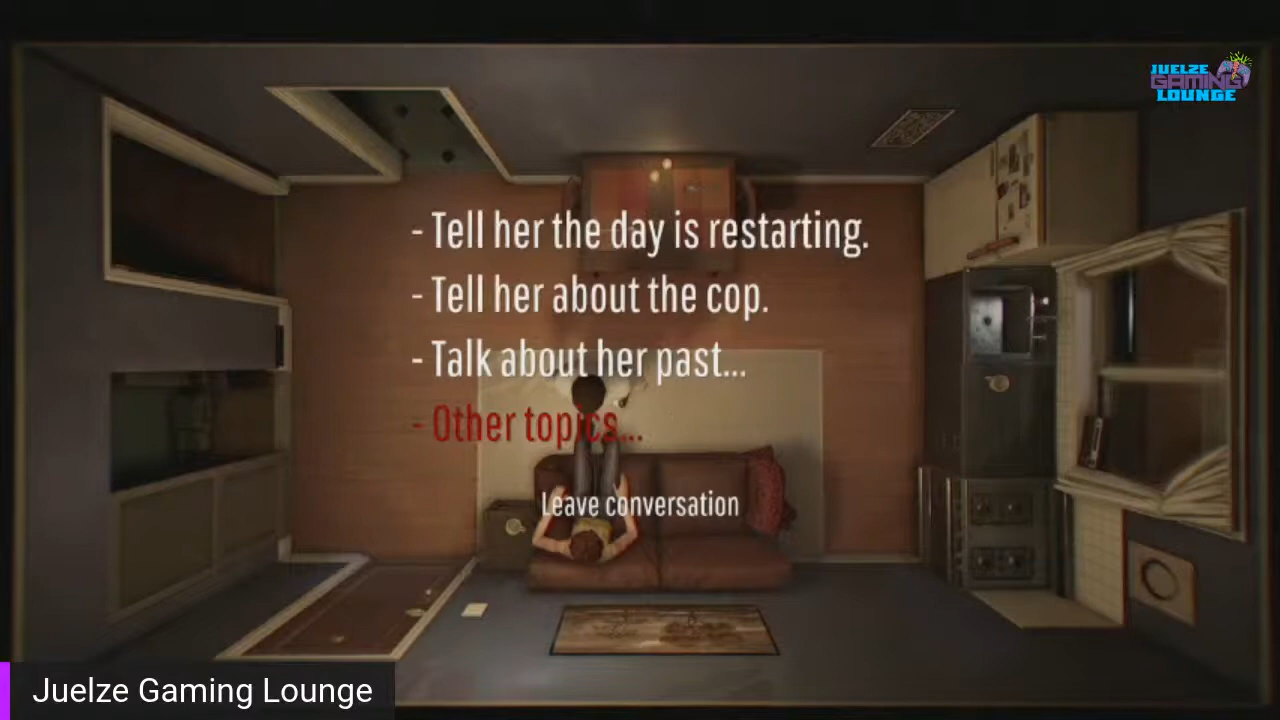 JUELZE
GAMING
LOUNGE
- Tell her the day is restarting.
- Tell her about the cop.
- Talk about her past...
- Other topics...
Leave conversation
Juelze Gaming Lounge